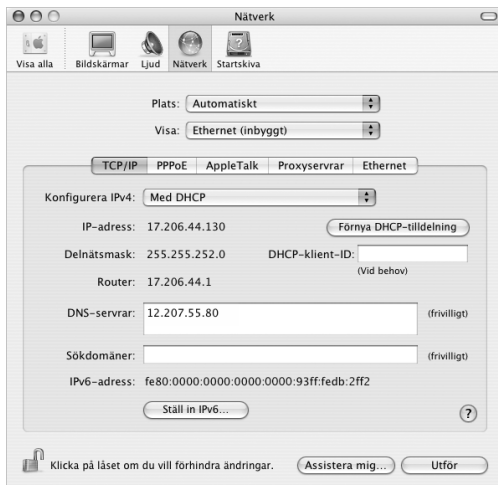 Nätverk
Visa alla Bildskärmar Ljud Nätverk Startskiva
Plats: Automatiskt
Visa: Ethernet (inbyggt)
TCP/IP PPPoE AppleTalk Proxyservrar Ethernet
Konfigurera IPv4: Med DHCP
IP-adress: 17.206.44.130 Förnya DHCP-tilldelning
Delnätsmask: 255.255.252.0 DHCP-klient-ID:
(Vid behov)
Router: 17.206.44.1
DNS-servrar: 12.207.55.80 (frivilligt)
Sökdomäner: (frivilligt)
IPv6-adress: fe80:0000:0000:0000:0000:93ff:fedb:2ff2
Ställ in IPv6... ?
Klicka på låset om du vill förhindra ändringar. Assistera mig... Utför